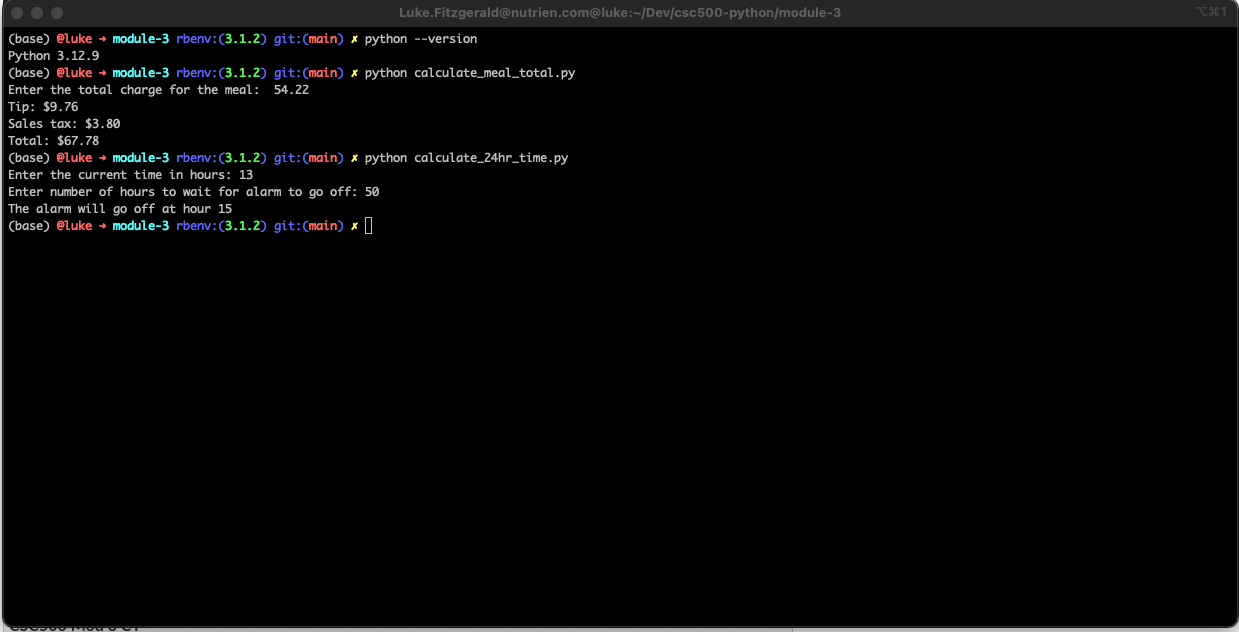 Luke.Fitzgerald@nutrien.com@luke:~/Dev/csc500-python/module-3 ⌥⌘1
(base) @luke → module-3 rbenv:(3.1.2) git:(main) ✗ python --version
Python 3.12.9
(base) @luke → module-3 rbenv:(3.1.2) git:(main) ✗ python calculate_meal_total.py
Enter the total charge for the meal:  54.22
Tip: $9.76
Sales tax: $3.80
Total: $67.78
(base) @luke → module-3 rbenv:(3.1.2) git:(main) ✗ python calculate_24hr_time.py
Enter the current time in hours: 13
Enter number of hours to wait for alarm to go off: 50
The alarm will go off at hour 15
(base) @luke → module-3 rbenv:(3.1.2) git:(main) ✗